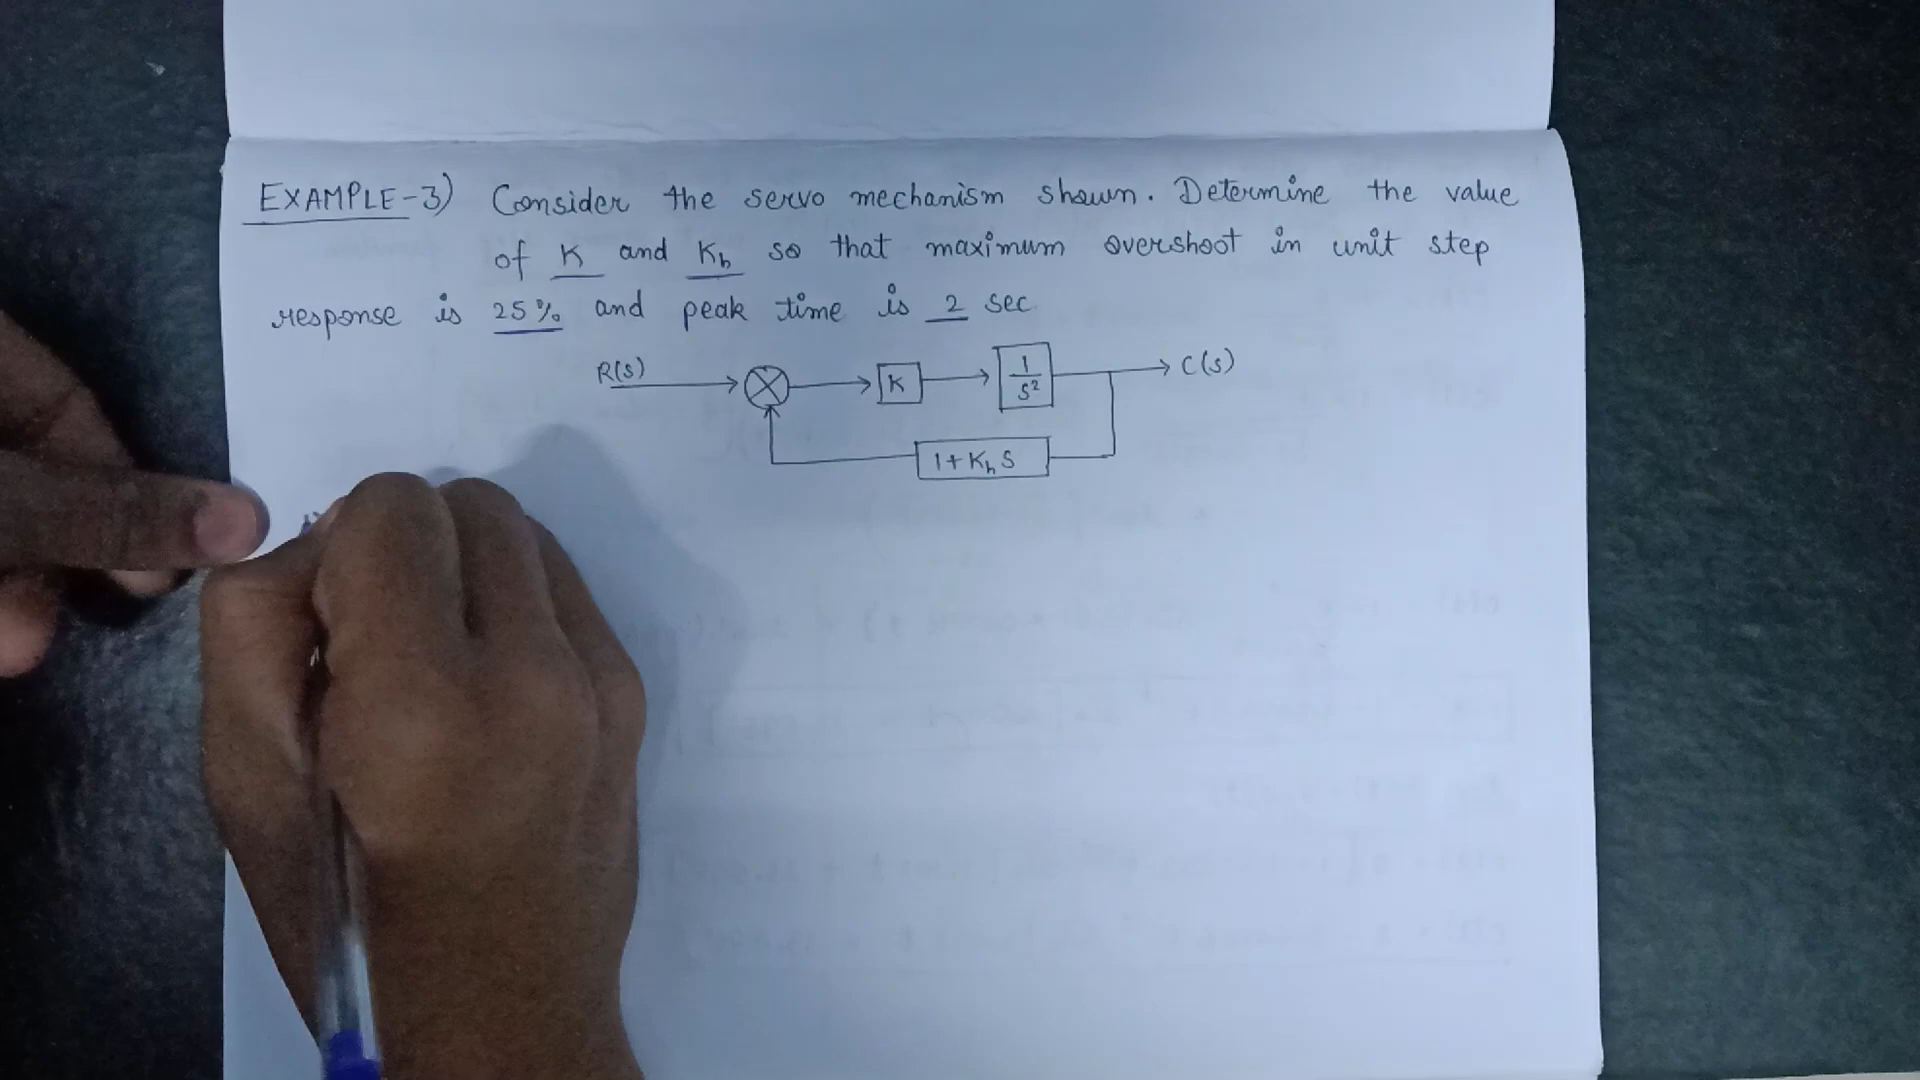 EXAMPLE-3) Consider the servo mechanism shown. Determine the value
of K and Kh so that maximum overshoot in unit step
response is 25% and peak time is 2 sec
R(s)
K
1/s²
C(s)
1+KhS